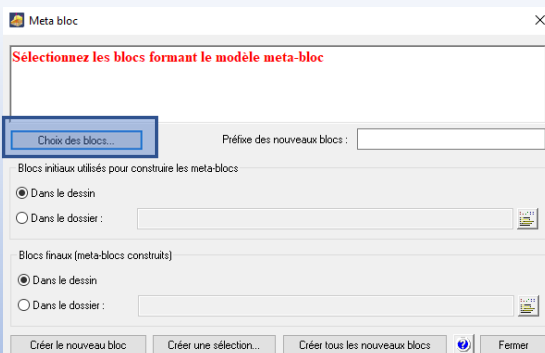 Meta bloc
Sélectionnez les blocs formant le modèle meta-bloc
Choix des blocs...
Préfixe des nouveaux blocs :
Blocs initiaux utilisés pour construire les meta-blocs
Dans le dessin
Dans le dossier :
Blocs finaux (meta-blocs construits)
Dans le dessin
Dans le dossier :
Créer le nouveau bloc
Créer une sélection...
Créer tous les nouveaux blocs
?
Fermer